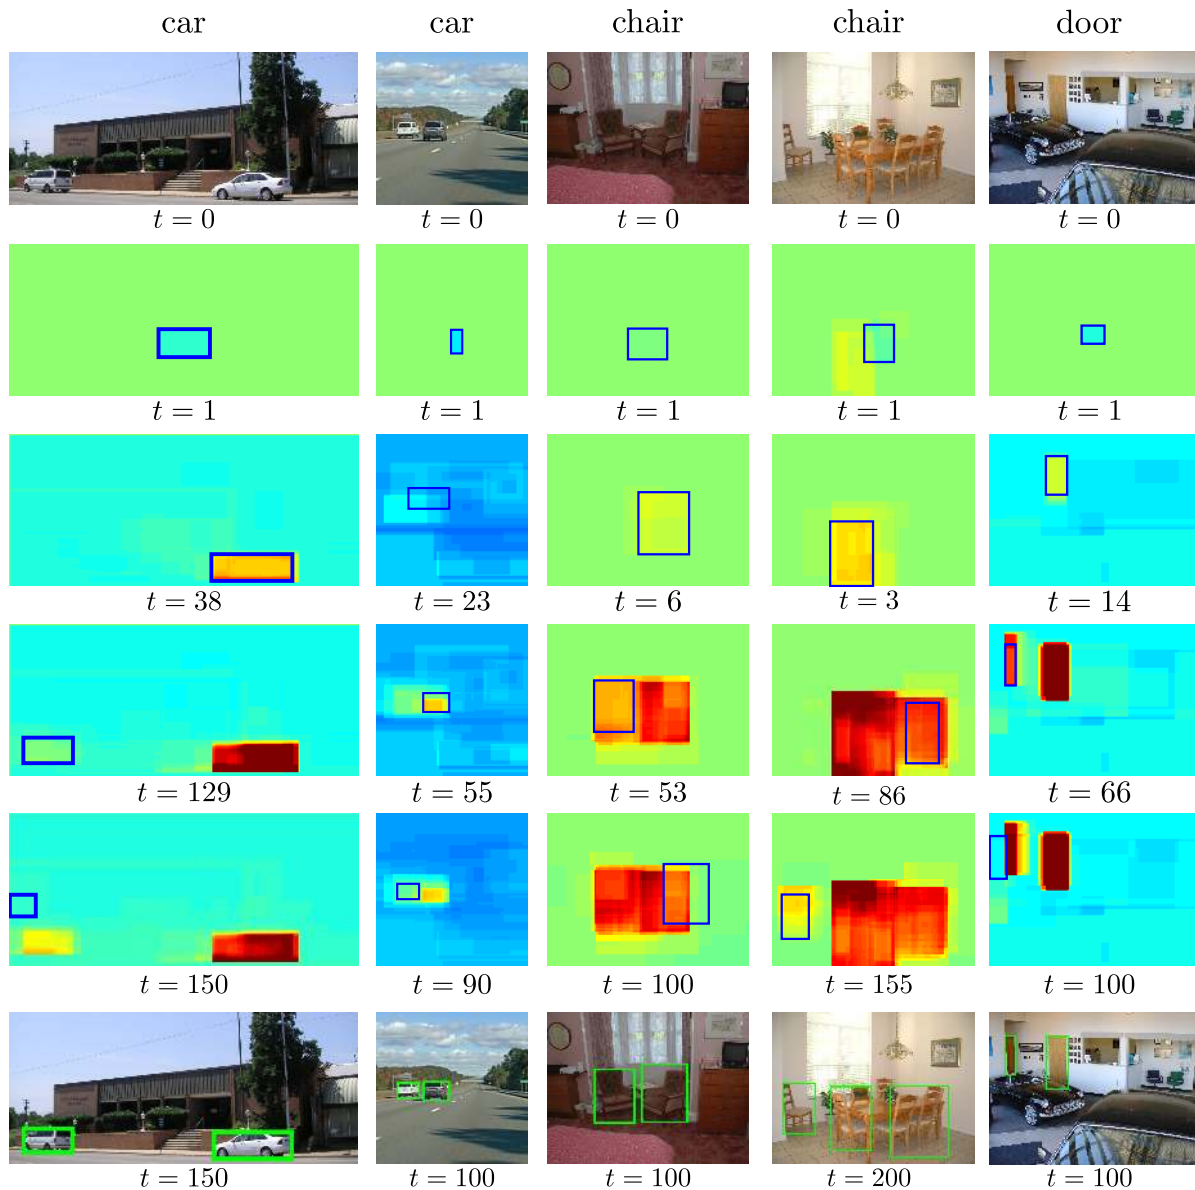 car car chair chair door
t = 0 t = 0 t = 0 t = 0 t = 0
t = 1 t = 1 t = 1 t = 1 t = 1
t = 38 t = 23 t = 6 t = 3 t = 14
t = 129 t = 55 t = 53 t = 86 t = 66
t = 150 t = 90 t = 100 t = 155 t = 100
t = 150 t = 100 t = 100 t = 200 t = 100